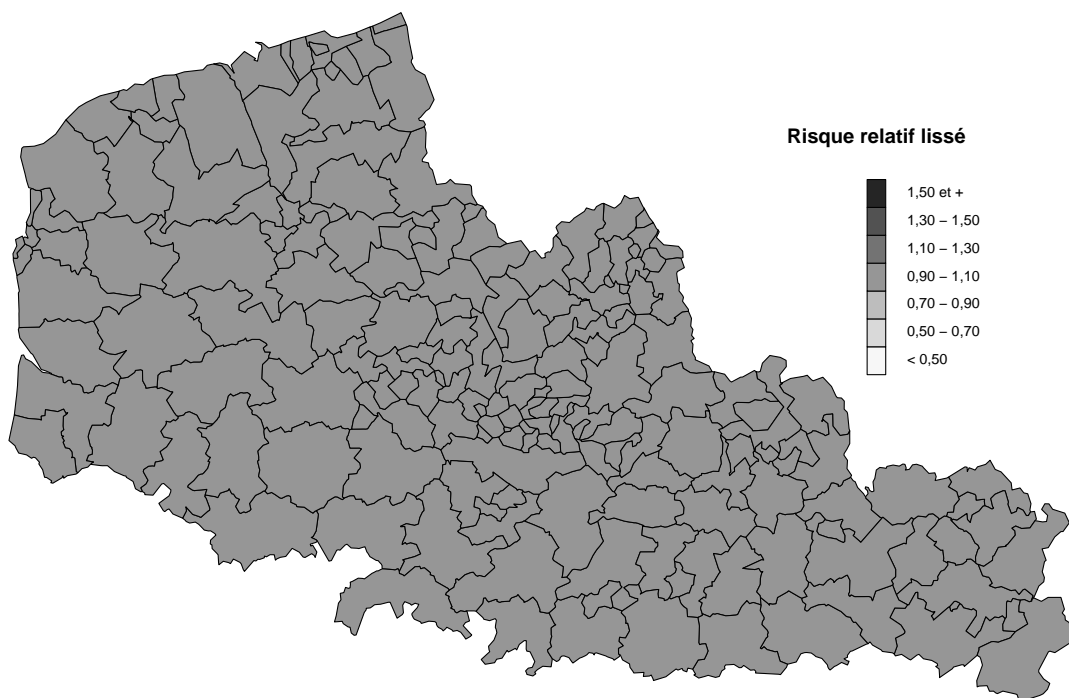 Risque relatif lissé
1,50 et +
1,30 – 1,50
1,10 – 1,30
0,90 – 1,10
0,70 – 0,90
0,50 – 0,70
< 0,50